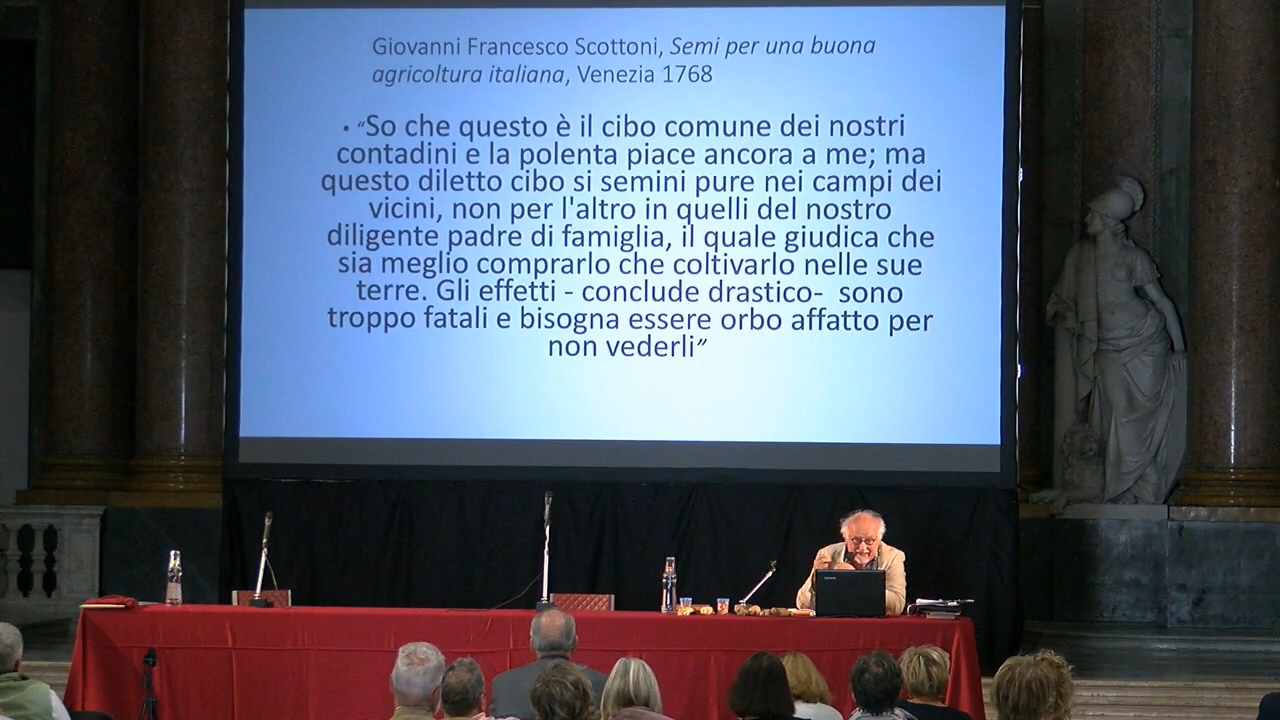 Giovanni Francesco Scottoni, Semi per una buona
agricoltura italiana, Venezia 1768
• “So che questo è il cibo comune dei nostri
contadini e la polenta piace ancora a me; ma
questo diletto cibo si semini pure nei campi dei
vicini, non per l'altro in quelli del nostro
diligente padre di famiglia, il quale giudica che
sia meglio comprarlo che coltivarlo nelle sue
terre. Gli effetti - conclude drastico-  sono
troppo fatali e bisogna essere orbo affatto per
non vederli”